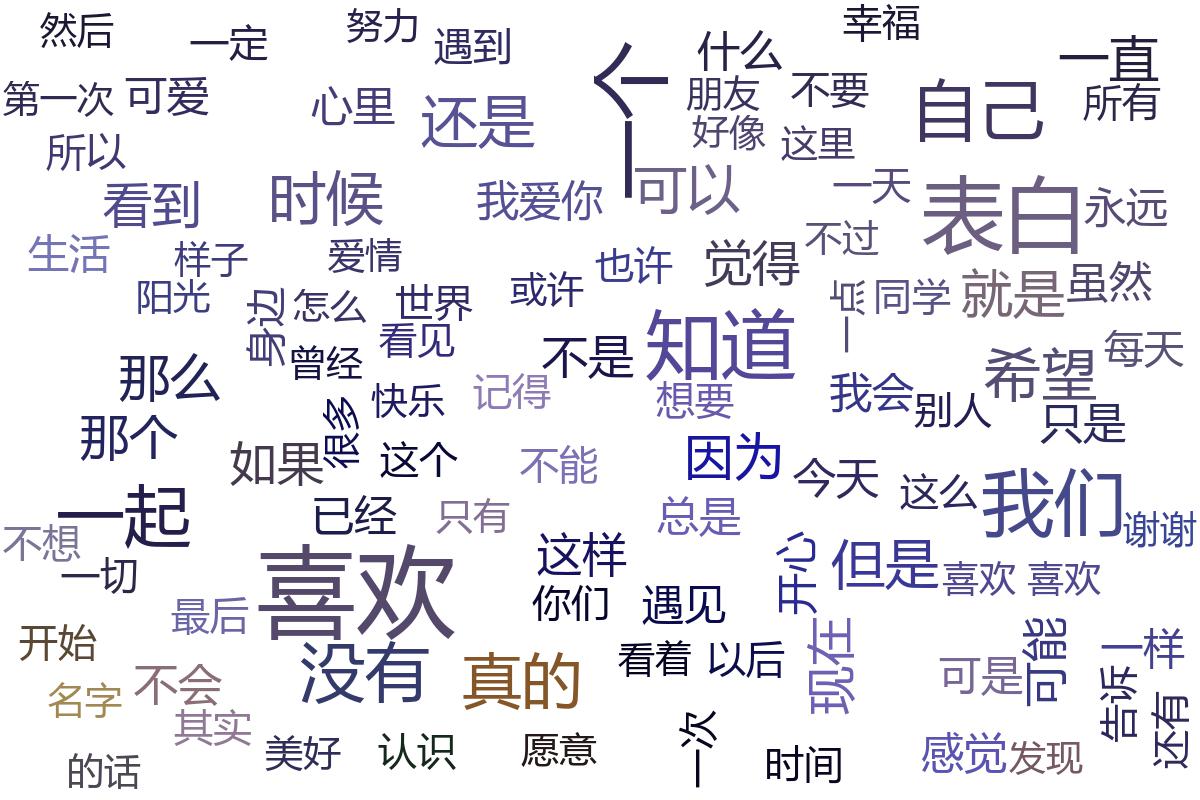 然后
一定
努力
遇到
什么
幸福
一直
第一次
可爱
心里
还是
一个
朋友
不要
自己
所有
所以
好像
这里
看到
时候
我爱你
可以
一天
表白
永远
生活
样子
爱情
也许
觉得
不过
阳光
身边
怎么
世界
或许
一点
同学
就是
虽然
那么
曾经
看见
不是
知道
希望
每天
快乐
记得
想要
我会
别人
只是
那个
如果
很多
这个
不能
因为
今天
这么
我们
一起
已经
只有
总是
谢谢
不想
一切
喜欢
这样
开心
但是
喜欢 喜欢
最后
你们
遇见
开始
没有
真的
看着
以后
现在
可是
可能
一样
名字
不会
其实
告诉
还有
的话
美好
认识
愿意
一次
时间
感觉
发现